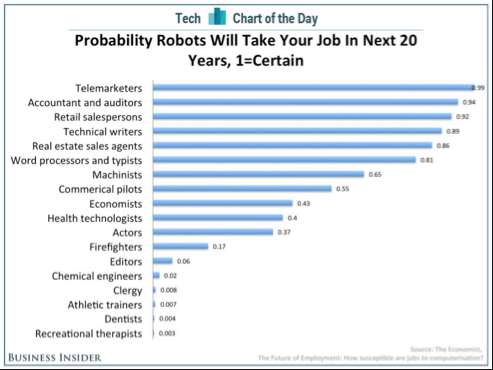 Tech Chart of the Day
Probability Robots Will Take Your Job In Next 20
Years, 1=Certain
Telemarketers 0.99
Accountant and auditors 0.94
Retail salespersons 0.92
Technical writers 0.89
Real estate sales agents 0.86
Word processors and typists 0.81
Machinists 0.65
Commerical pilots 0.55
Economists 0.43
Health technologists 0.4
Actors 0.37
Firefighters 0.17
Editors 0.06
Chemical engineers 0.02
Clergy 0.008
Athletic trainers 0.007
Dentists 0.004
Recreational therapists 0.003
BUSINESS INSIDER
Source: The Economist,
The Future of Employment: How susceptible are jobs to computerisation?